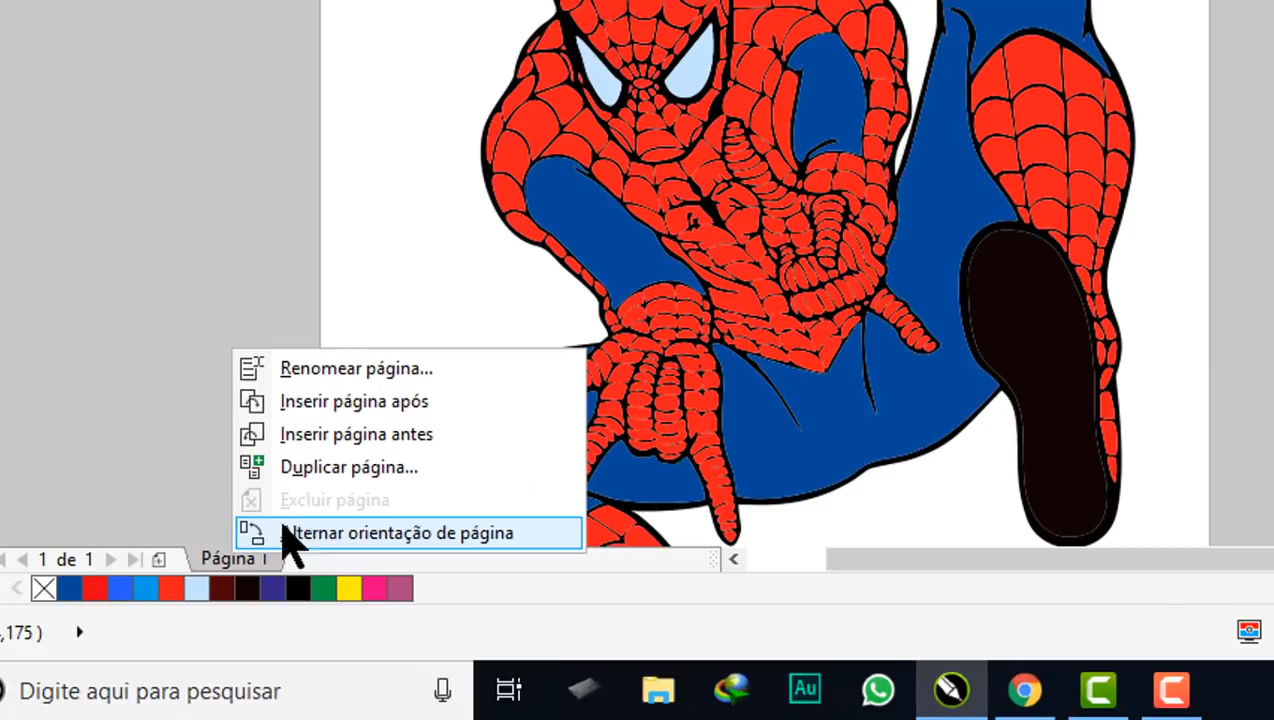 Renomear página...
Inserir página após
Inserir página antes
Duplicar página...
Excluir página
lternar orientação de página
1 de 1
Página 1
,175 )
Digite aqui para pesquisar
Au